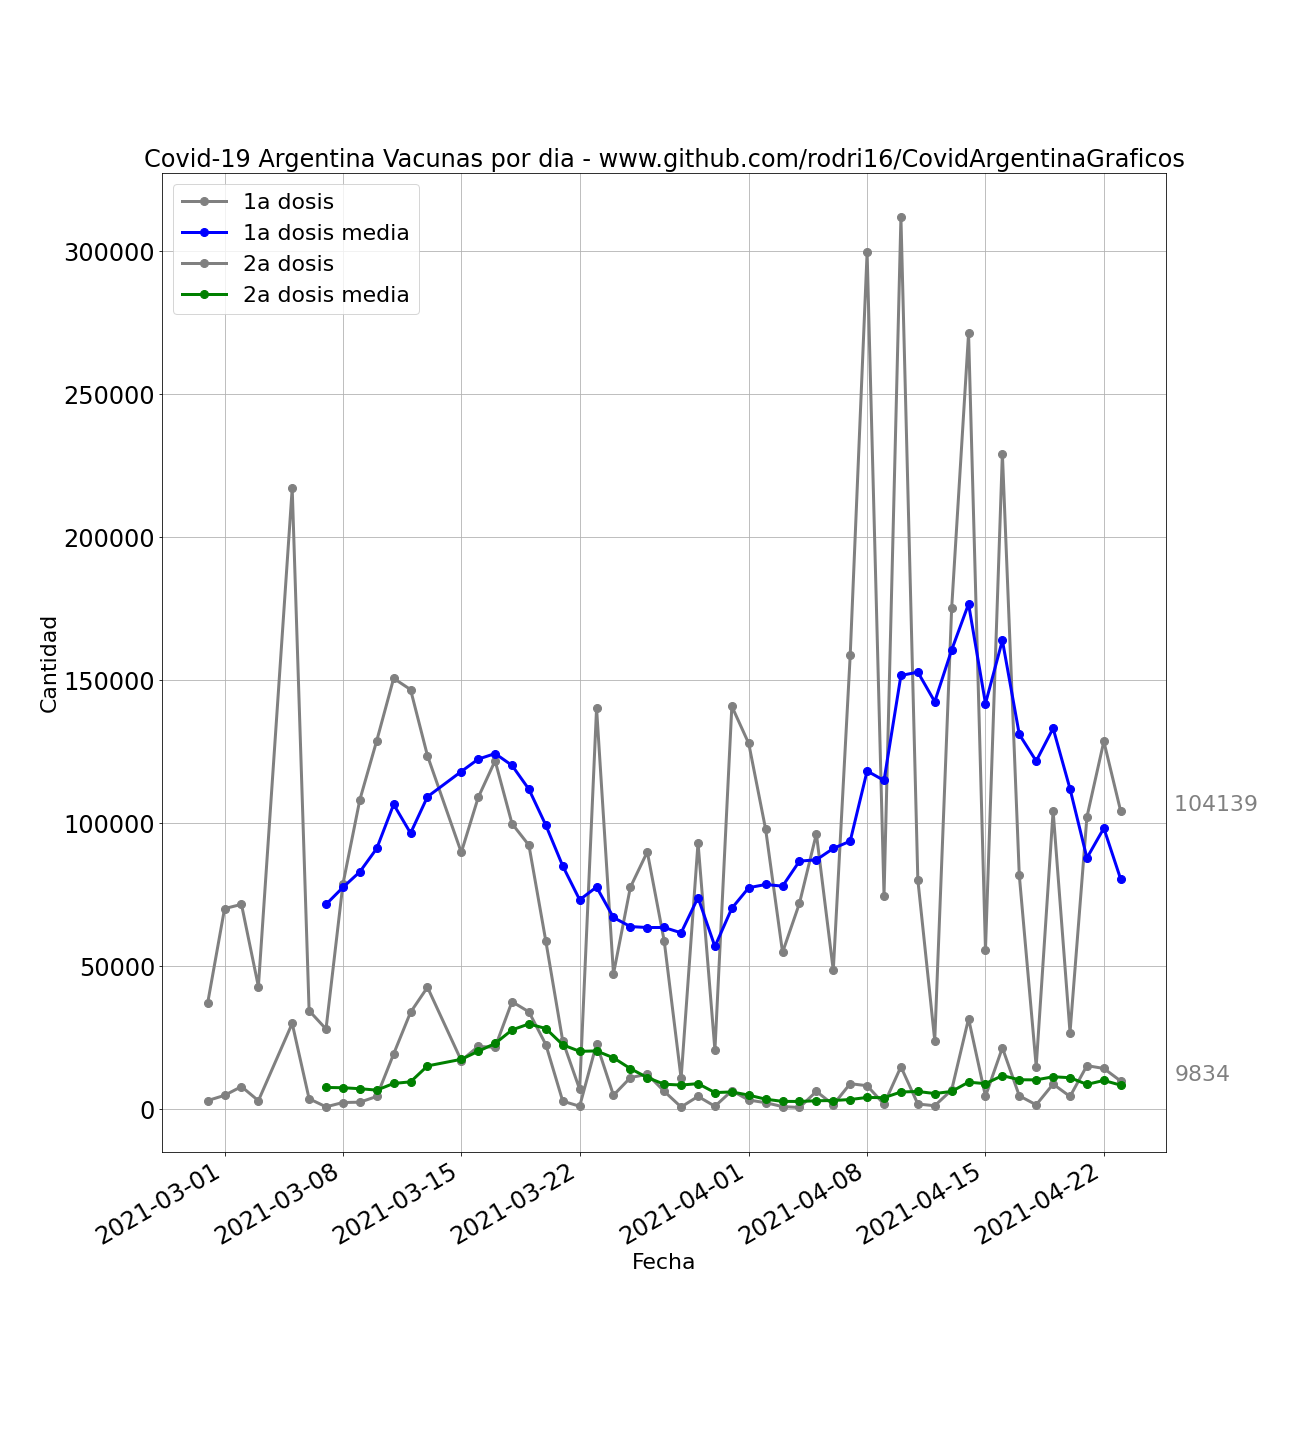 Covid-19 Argentina Vacunas por dia - www.github.com/rodri16/CovidArgentinaGraficos
1a dosis
1a dosis media
2a dosis
2a dosis media
300000
250000
200000
150000
100000
50000
0
Cantidad
104139
9834
2021-03-01
2021-03-08
2021-03-15
2021-03-22
2021-04-01
2021-04-08
2021-04-15
2021-04-22
Fecha